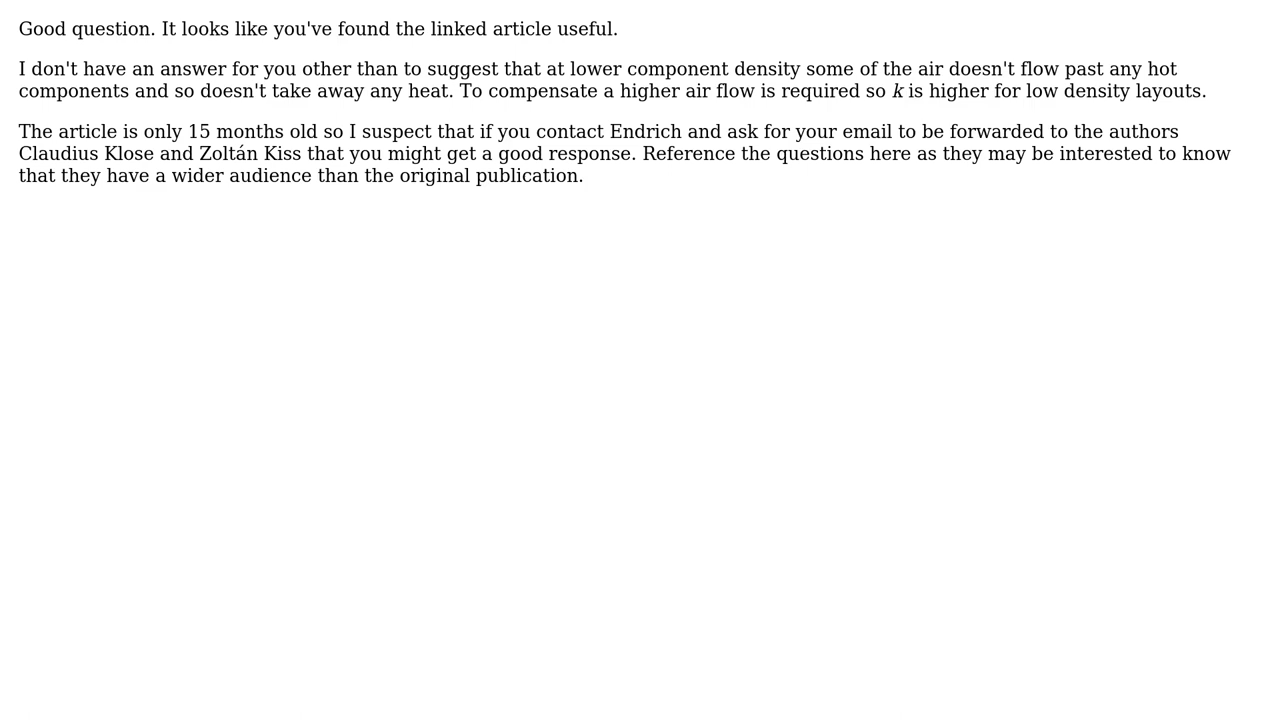 Good question. It looks like you've found the linked article useful.
I don't have an answer for you other than to suggest that at lower component density some of the air doesn't flow past any hot
components and so doesn't take away any heat. To compensate a higher air flow is required so k is higher for low density layouts.
The article is only 15 months old so I suspect that if you contact Endrich and ask for your email to be forwarded to the authors
Claudius Klose and Zoltán Kiss that you might get a good response. Reference the questions here as they may be interested to know
that they have a wider audience than the original publication.